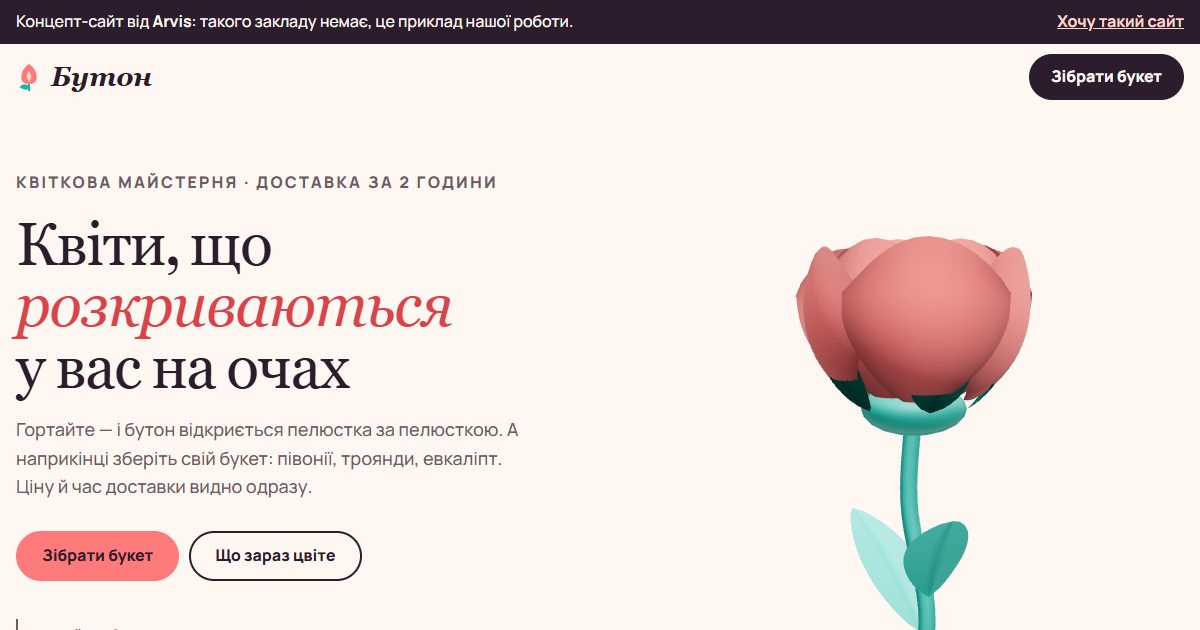 Концепт-сайт від Arvis: такого закладу немає, це приклад нашої роботи.
Хочу такий сайт
Бутон
Зібрати букет
КВІТКОВА МАЙСТЕРНЯ · ДОСТАВКА ЗА 2 ГОДИНИ
Квіти, що
розкриваються
у вас на очах
Гортайте — і бутон відкриється пелюстка за пелюсткою. А
наприкінці зберіть свій букет: півонії, троянди, евкаліпт.
Ціну й час доставки видно одразу.
Зібрати букет
Що зараз цвіте